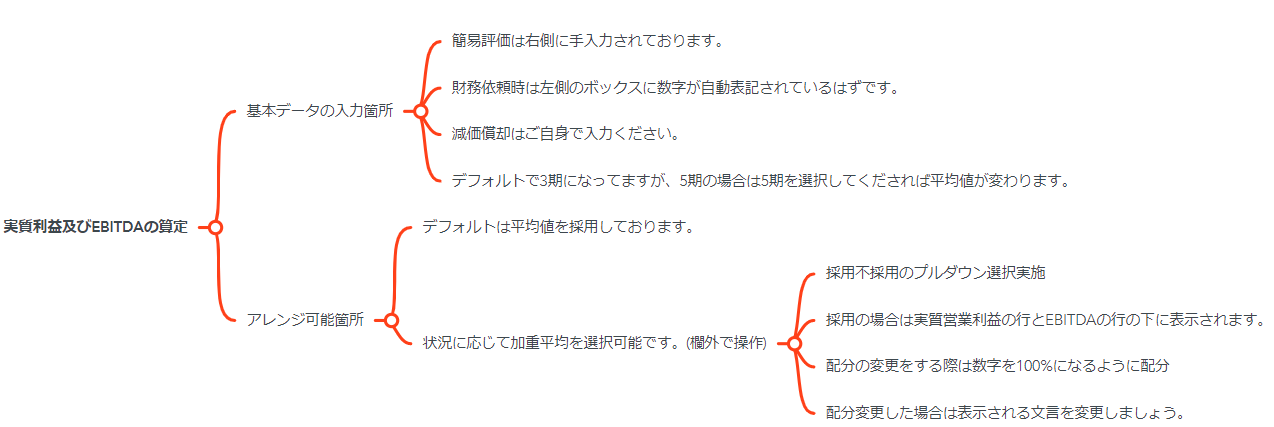 実質利益及びEBITDAの算定
基本データの入力箇所
簡易評価は右側に手入力されております。
財務依頼時は左側のボックスに数字が自動表記されているはずです。
減価償却はご自身で入力ください。
デフォルトで3期になってますが、5期の場合は5期を選択してくだされば平均値が変わります。
アレンジ可能箇所
デフォルトは平均値を採用しております。
状況に応じて加重平均を選択可能です。(欄外で操作)
採用不採用のプルダウン選択実施
採用の場合は実質営業利益の行とEBITDAの行の下に表示されます。
配分の変更をする際は数字を100%になるように配分
配分変更した場合は表示される文言を変更しましょう。